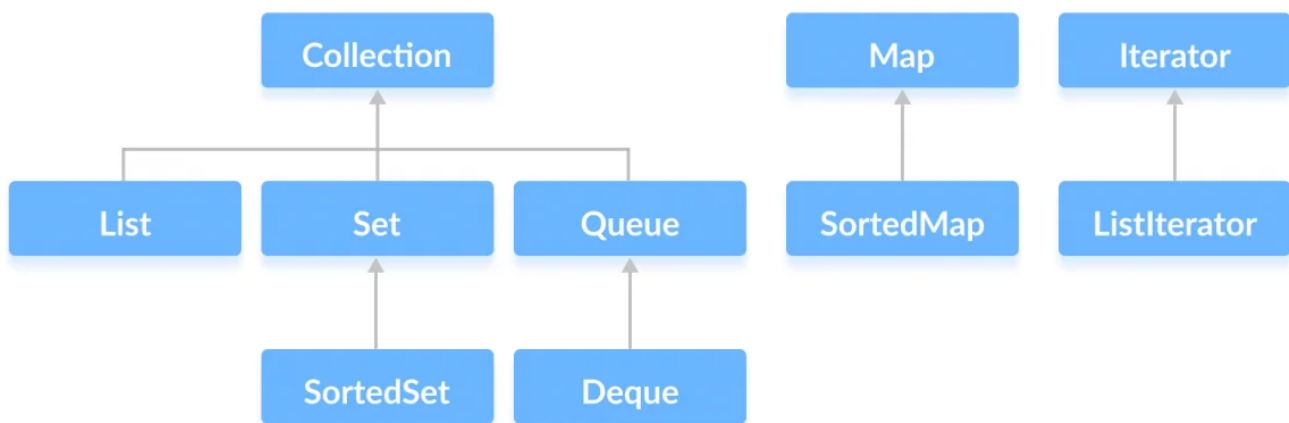 Collection
Map
Iterator
List
Set
Queue
SortedMap
ListIterator
SortedSet
Deque